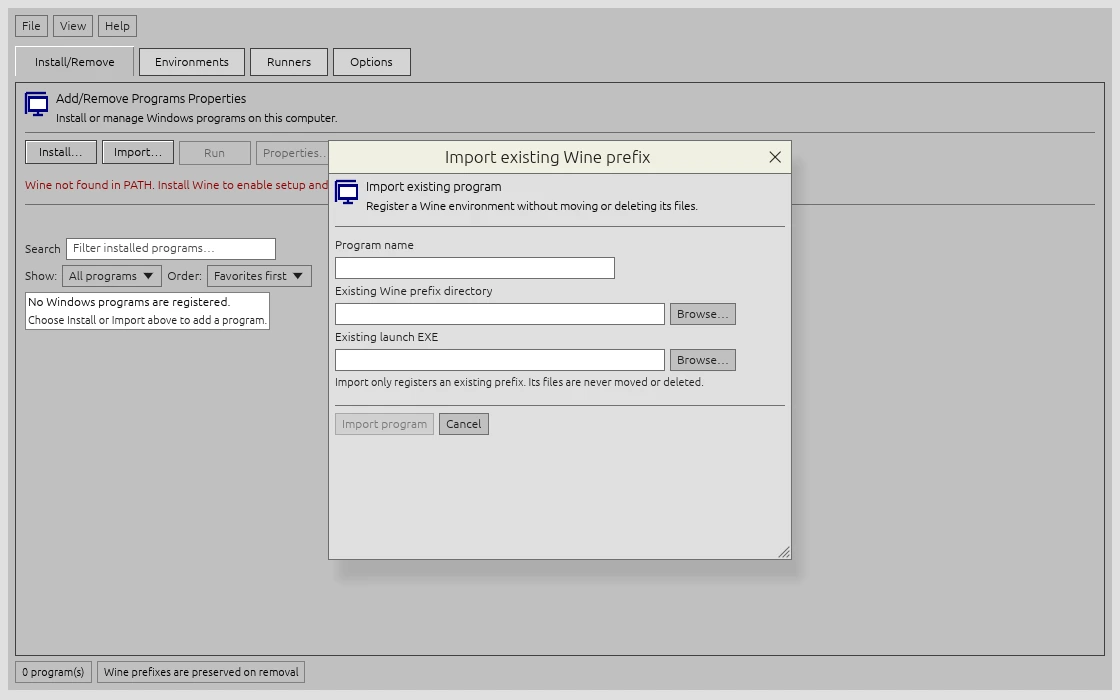 File View Help
Install/Remove Environments Runners Options
Add/Remove Programs Properties
Install or manage Windows programs on this computer.
Install... Import... Run Properties..
Wine not found in PATH. Install Wine to enable setup and
Search Filter installed programs...
Show: All programs Order: Favorites first
No Windows programs are registered.
Choose Install or Import above to add a program.
Import existing Wine prefix
Import existing program
Register a Wine environment without moving or deleting its files.
Program name
Existing Wine prefix directory
Browse...
Existing launch EXE
Browse...
Import only registers an existing prefix. Its files are never moved or deleted.
Import program Cancel
0 program(s) Wine prefixes are preserved on removal